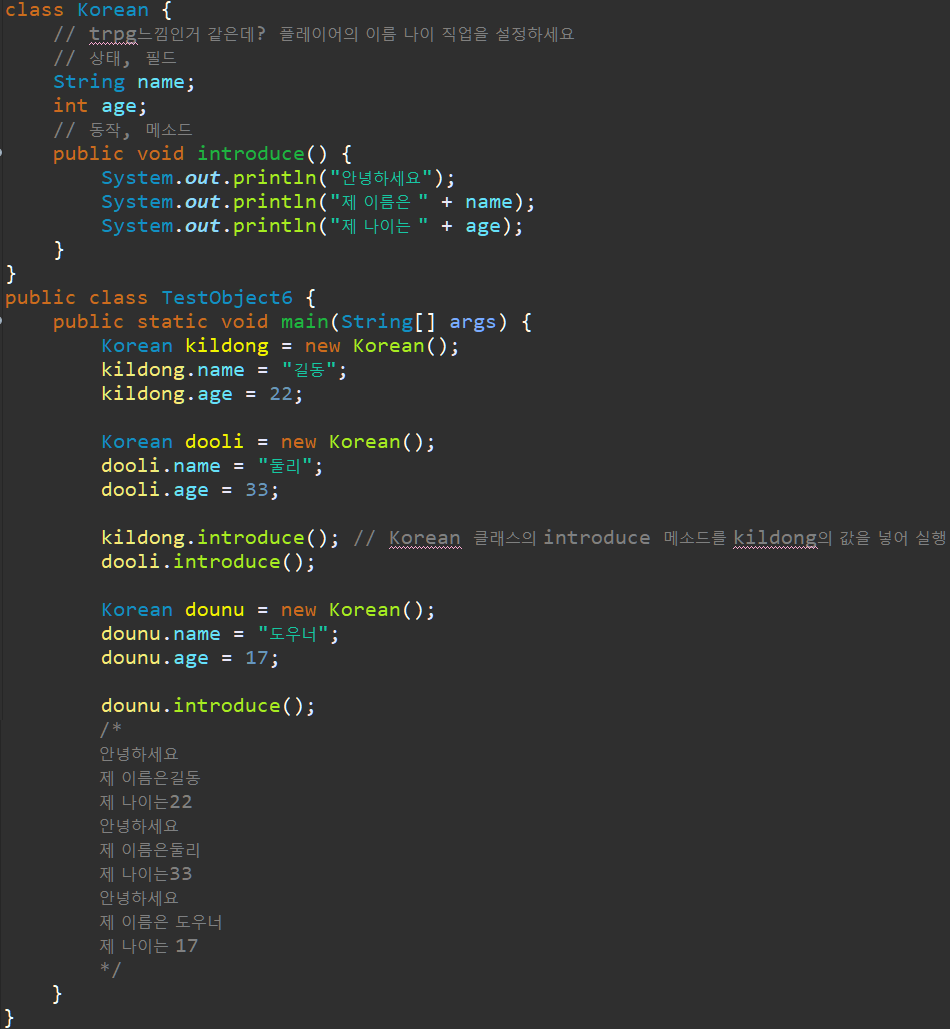 class Korean {
    // trpg느낌인거 같은데? 플레이어의 이름 나이 직업을 설정하세요
    // 상태, 필드
    String name;
    int age;
    // 동작, 메소드
    public void introduce() {
        System.out.println("안녕하세요");
        System.out.println("제 이름은 " + name);
        System.out.println("제 나이는 " + age);
    }
}
public class TestObject6 {
    public static void main(String[] args) {
        Korean kildong = new Korean();
        kildong.name = "길동";
        kildong.age = 22;

        Korean dooli = new Korean();
        dooli.name = "둘리";
        dooli.age = 33;

        kildong.introduce(); // Korean 클래스의 introduce 메소드를 kildong의 값을 넣어 실행
        dooli.introduce();

        Korean dounu = new Korean();
        dounu.name = "도우너";
        dounu.age = 17;

        dounu.introduce();
        /*
        안녕하세요
        제 이름은길동
        제 나이는22
        안녕하세요
        제 이름은둘리
        제 나이는33
        안녕하세요
        제 이름은 도우너
        제 나이는 17
        */
    }
}